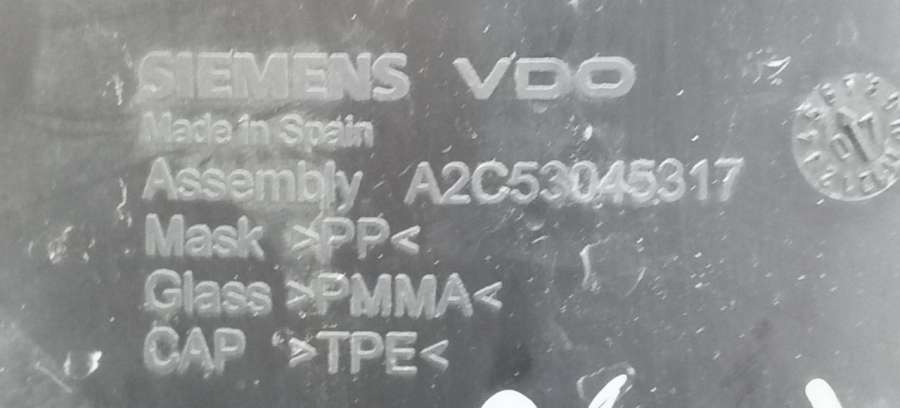 SIEMENS VDO
Made in Spain
Assembly A2C53045317
Mask >PP<
Glass >PMMA<
CAP >TPE<